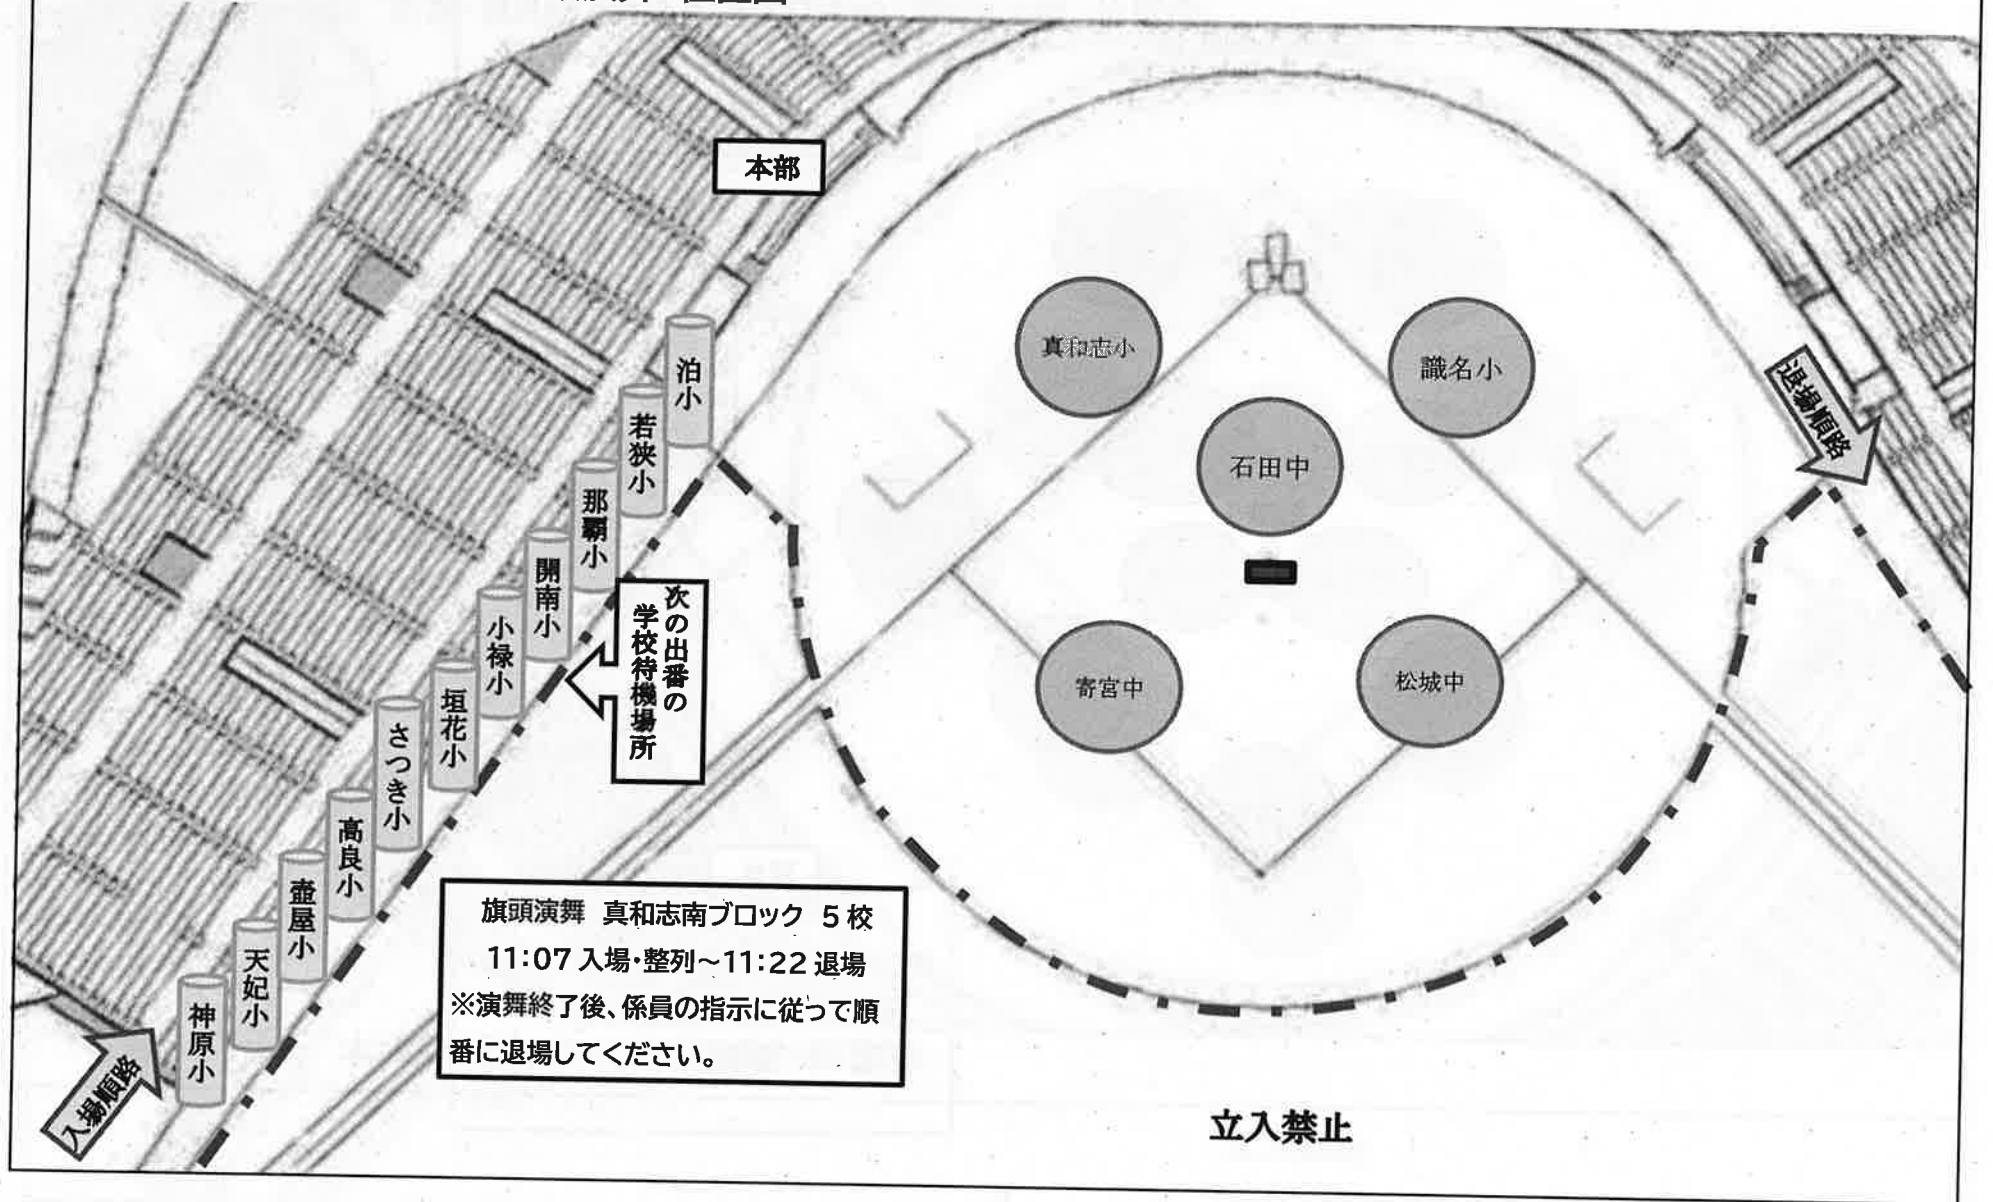 本部
真和志小
識名小
石田中
寄宮中
松城中
退場順路
泊小
若狭小
那覇小
開南小
小禄小
垣花小
さつき小
高良小
壺屋小
天妃小
神原小
入場順路
次の出番の
学校待機場所
旗頭演舞 真和志南ブロック 5校
11:07入場・整列～11:22退場
※演舞終了後、係員の指示に従って順
番に退場してください。
立入禁止